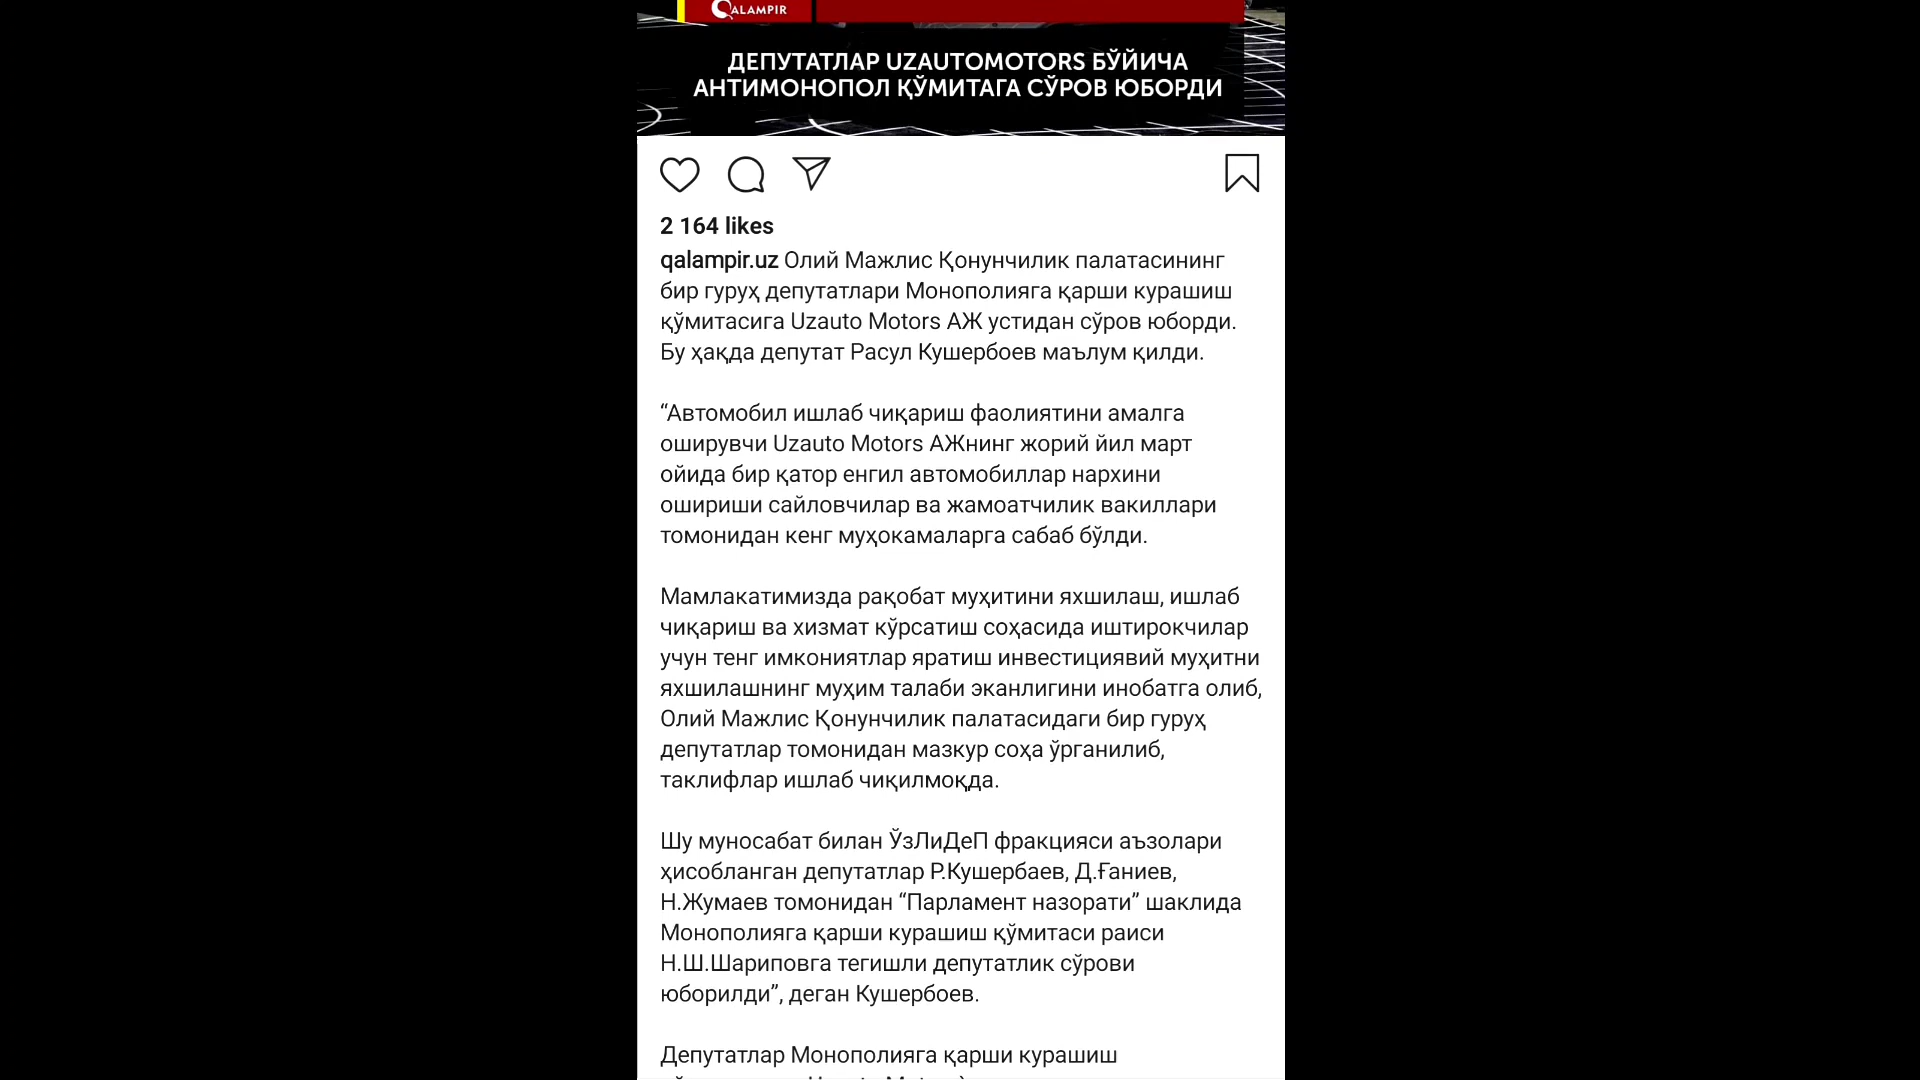 QALAMPIR
ДЕПУТАТЛАР UZAUTOMOTORS БЎЙИЧА
АНТИМОНОПОЛ ҚЎМИТАГА СЎРОВ ЮБОРДИ
2 164 likes
qalampir.uz Олий Мажлис Қонунчилик палатасининг
бир гуруҳ депутатлари Монополияга қарши курашиш
қўмитасига Uzauto Motors АЖ устидан сўров юборди.
Бу ҳақда депутат Расул Кушербоев маълум қилди.
“Автомобил ишлаб чиқариш фаолиятини амалга
оширувчи Uzauto Motors АЖнинг жорий йил март
ойида бир қатор енгил автомобиллар нархини
ошириши сайловчилар ва жамоатчилик вакиллари
томонидан кенг муҳокамаларга сабаб бўлди.
Мамлакатимизда рақобат муҳитини яхшилаш, ишлаб
чиқариш ва хизмат кўрсатиш соҳасида иштирокчилар
учун тенг имкониятлар яратиш инвестициявий муҳитни
яхшилашнинг муҳим талаби эканлигини инобатга олиб,
Олий Мажлис Қонунчилик палатасидаги бир гуруҳ
депутатлар томонидан мазкур соҳа ўрганилиб,
таклифлар ишлаб чиқилмоқда.
Шу муносабат билан ЎзЛиДеП фракцияси аъзолари
ҳисобланган депутатлар Р.Кушербаев, Д.Ғаниев,
Н.Жумаев томонидан “Парламент назорати” шаклида
Монополияга қарши курашиш қўмитаси раиси
Н.Ш.Шариповга тегишли депутатлик сўрови
юборилди”, деган Кушербоев.
Депутатлар Монополияга қарши курашиш